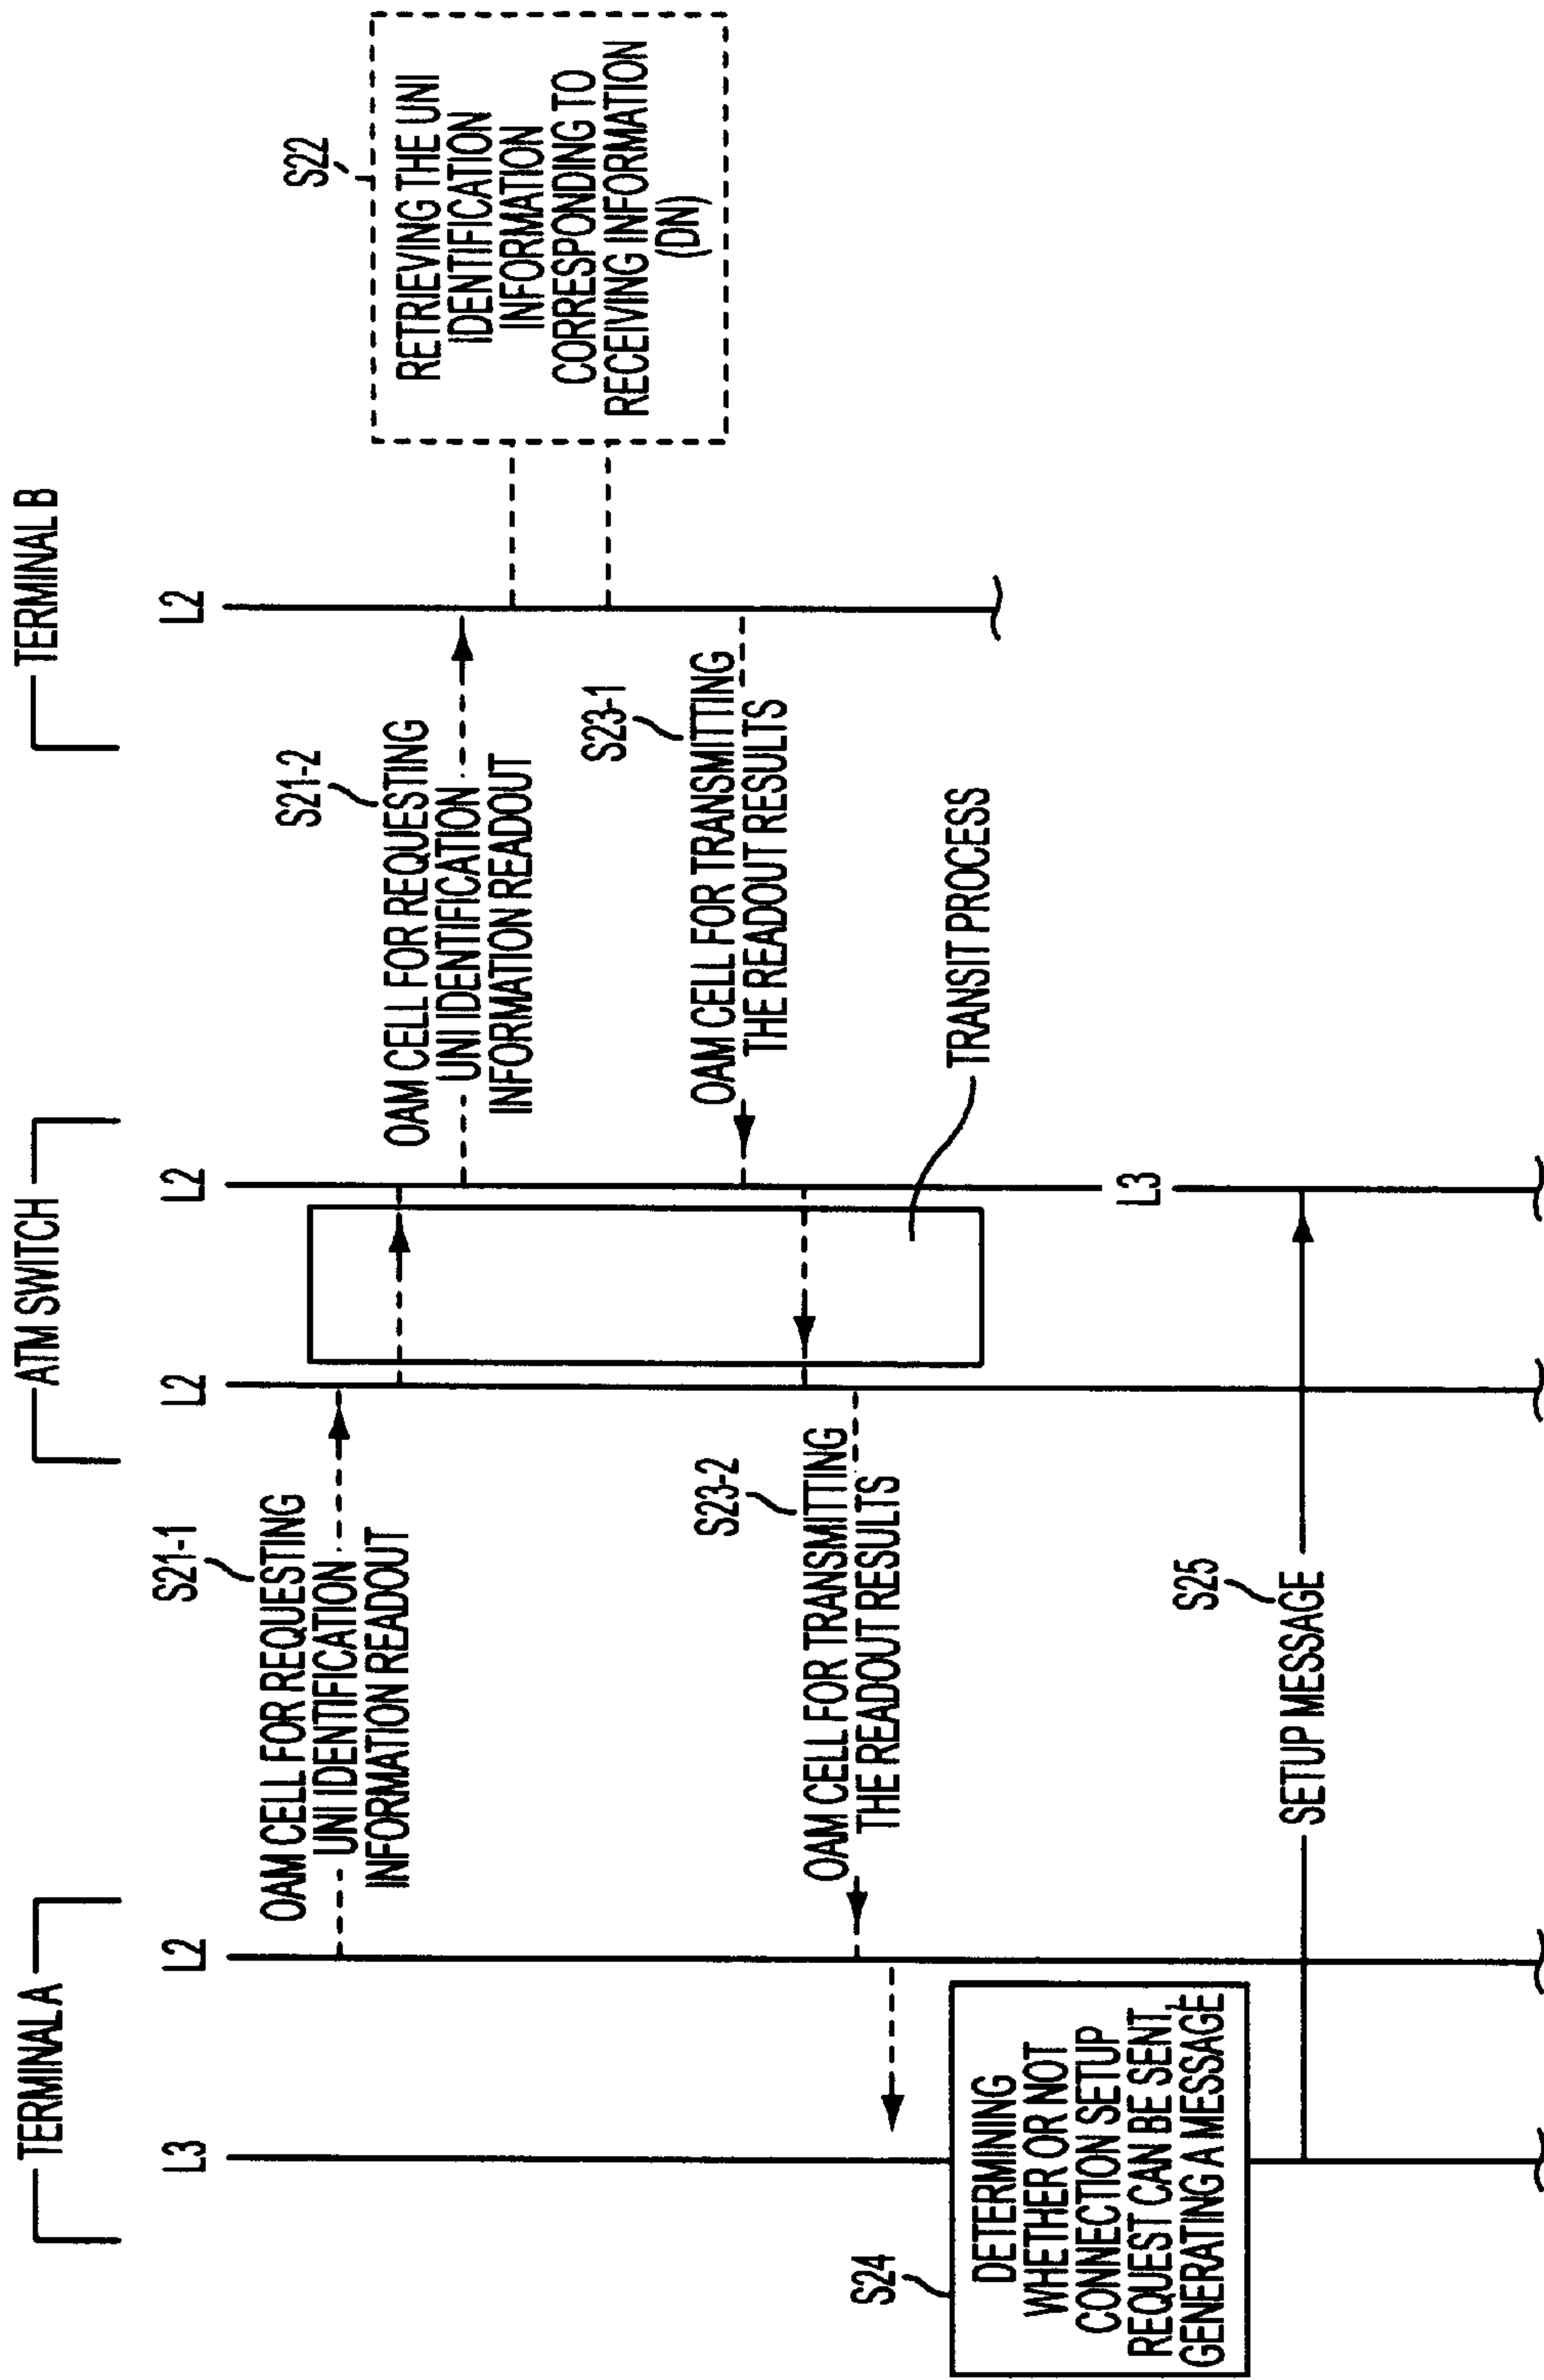 TERMINAL A
ATM SWITCH
TERMINAL B
L3
L2
L2
L2
L2
S21-1
OAM CELL FOR REQUESTING
UNI IDENTIFICATION
INFORMATION READOUT
S21-2
OAM CELL FOR REQUESTING
UNI IDENTIFICATION
INFORMATION READOUT
S22
RETRIEVING THE UNI
IDENTIFICATION
INFORMATION
CORRESPONDING TO
RECEIVING INFORMATION
(DN)
S23-1
OAM CELL FOR TRANSMITTING
THE READOUT RESULTS
S23-2
OAM CELL FOR TRANSMITTING
THE READOUT RESULTS
TRANSIT PROCESS
S24
DETERMINING
WHETHER OR NOT
CONNECTION SETUP
REQUEST CAN BE SENT,
GENERATING A MESSAGE
L3
S25
SETUP MESSAGE